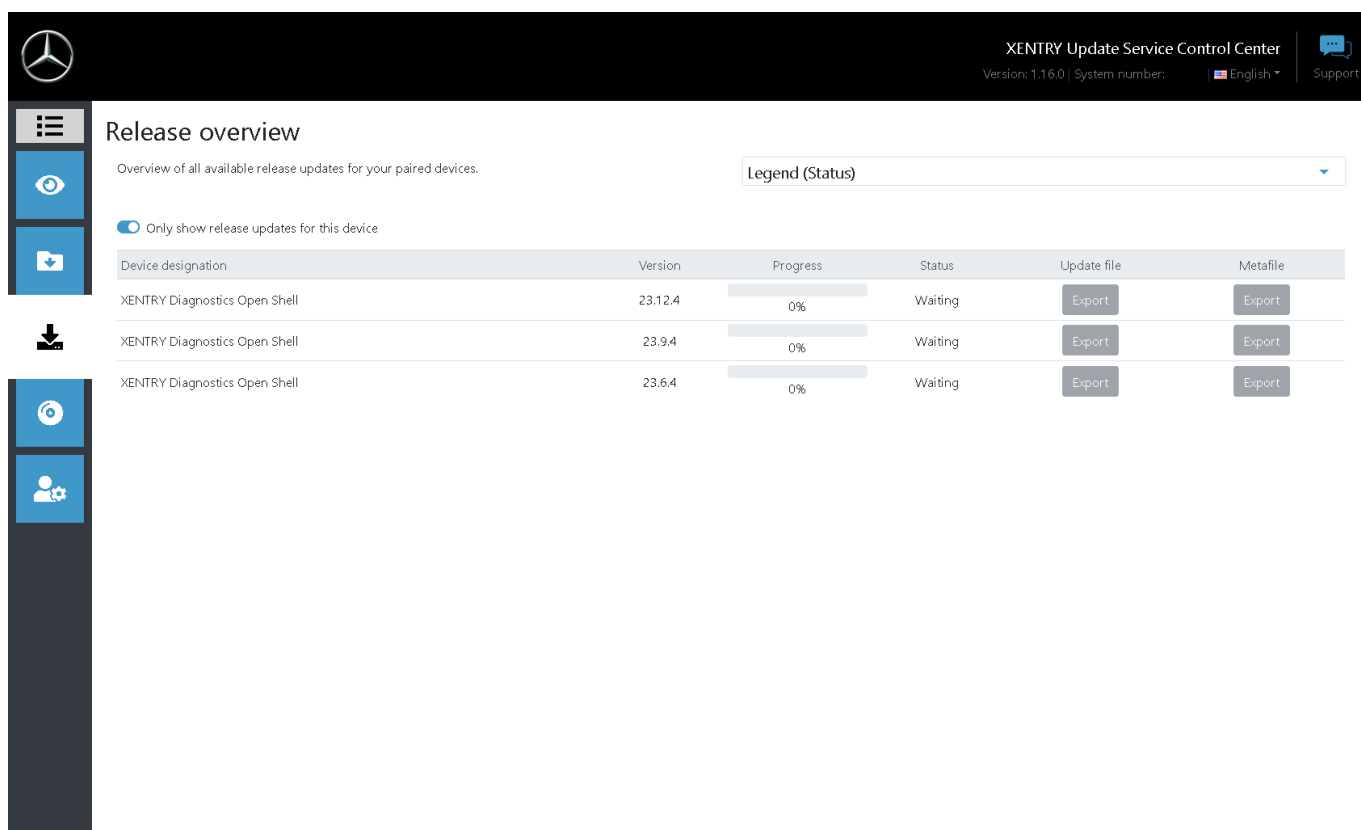 XENTRY Update Service Control Center
Version: 1.16.0 | System number: | English
Support
Release overview
Overview of all available release updates for your paired devices.
Legend (Status)
Only show release updates for this device
Device designation Version Progress Status Update file Metafile
XENTRY Diagnostics Open Shell 23.12.4 0% Waiting Export Export
XENTRY Diagnostics Open Shell 23.9.4 0% Waiting Export Export
XENTRY Diagnostics Open Shell 23.6.4 0% Waiting Export Export